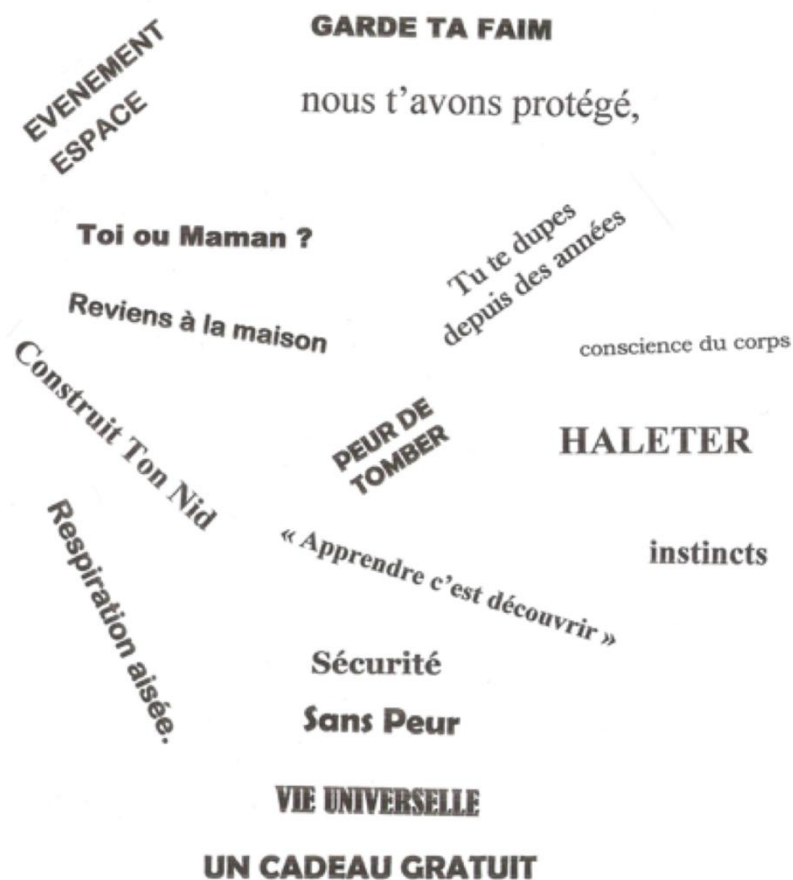 GARDE TA FAIM
EVENEMENT
ESPACE
nous t'avons protégé,
Toi ou Maman ?
Tu te dupes
depuis des années
Reviens à la maison
conscience du corps
Construit Ton Nid
PEUR DE
TOMBER
HALETER
Respiration aisée.
« Apprendre c'est découvrir »
instincts
Sécurité
Sans Peur
VIE UNIVERSELLE
UN CADEAU GRATUIT